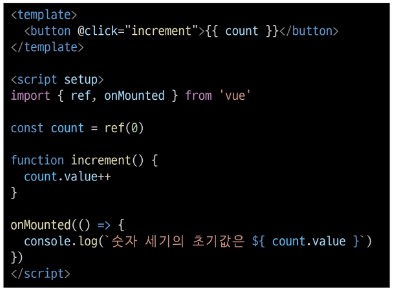 <template>
  <button @click="increment">{{ count }}</button>
</template>

<script setup>
import { ref, onMounted } from 'vue'

const count = ref(0)

function increment() {
  count.value++
}

onMounted(() => {
  console.log(`숫자 세기의 초기값은 ${ count.value }`)
})
</script>